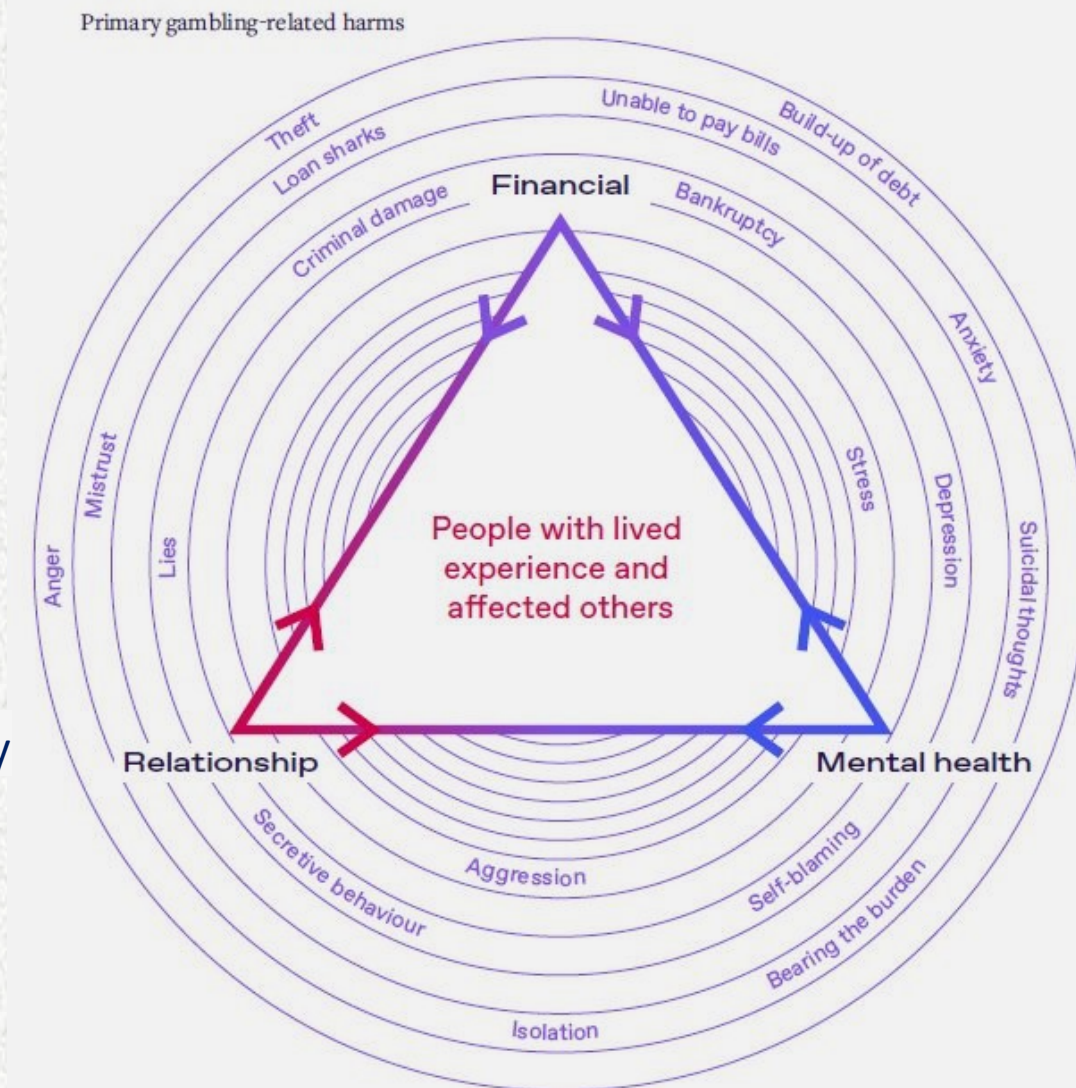 Primary gambling-related harms
Theft
Loan sharks
Criminal damage
Unable to pay bills
Build-up of debt
Financial
Bankruptcy
Anxiety
Mistrust
Stress
Depression
Anger
Lies
Suicidal thoughts
People with lived
experience and
affected others
Relationship
Mental health
Secretive behaviour
Aggression
Self-blaming
Bearing the burden
Isolation